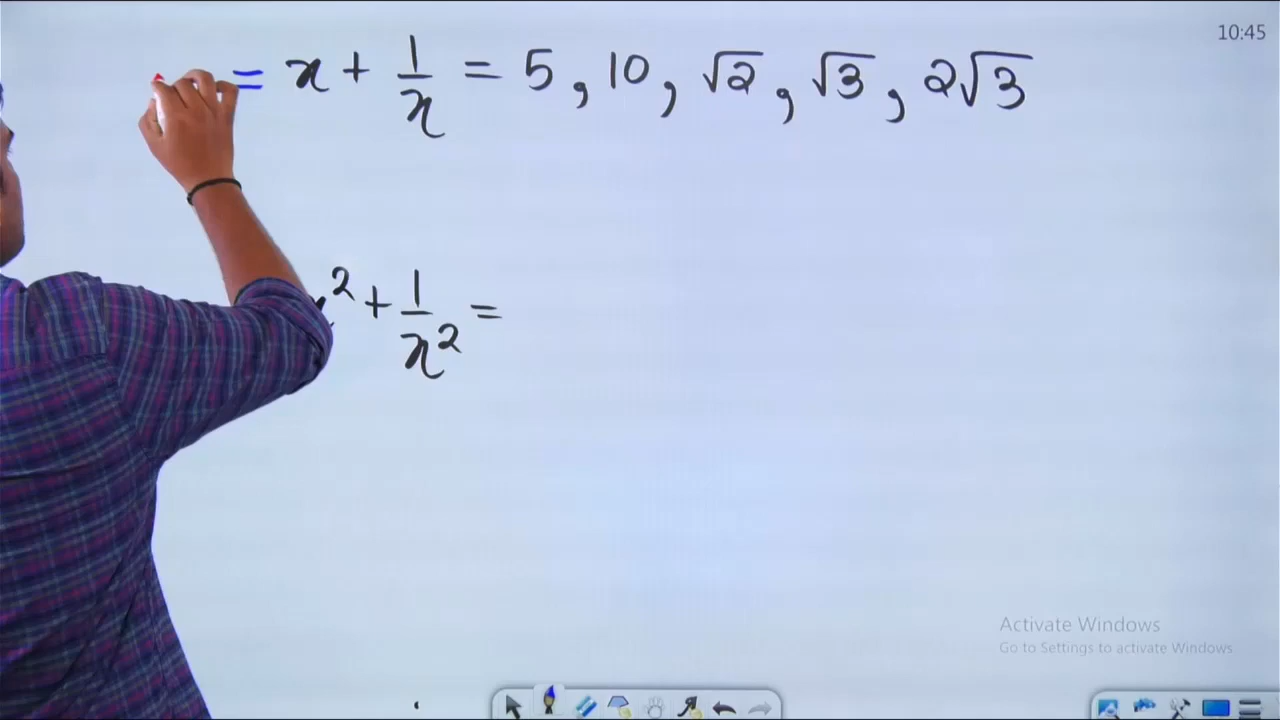 10:45
= x + 1/x = 5, 10, √2, √3, 2√3
x² + 1/x² =
Activate Windows
Go to Settings to activate Windows